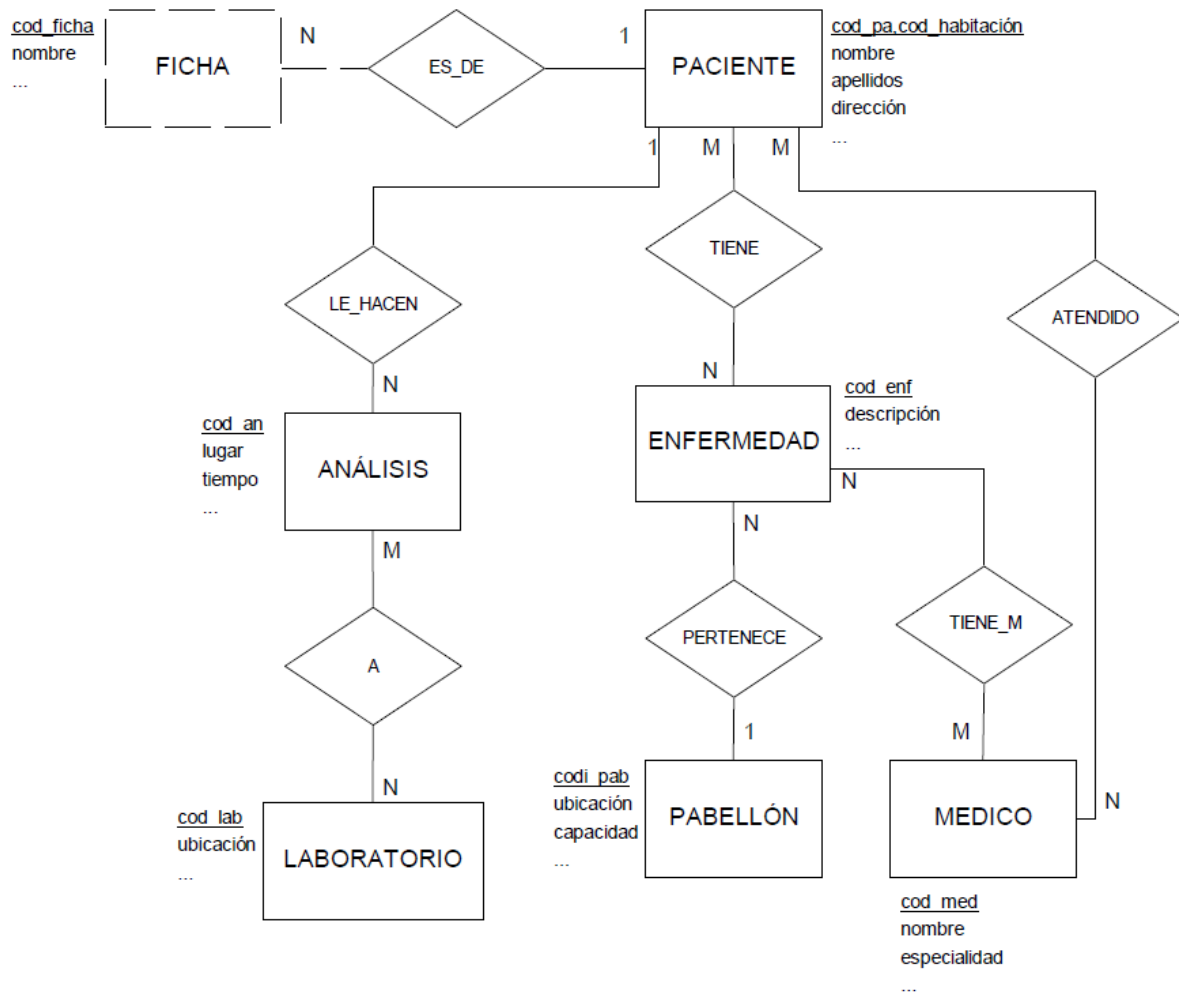 cod_ficha
nombre
...
FICHA
N
ES_DE
1
PACIENTE
cod_pa,cod_habitación
nombre
apellidos
dirección
...
1
M
M
TIENE
LE_HACEN
ATENDIDO
N
N
cod_an
lugar
tiempo
...
ANÁLISIS
ENFERMEDAD
cod_enf
descripción
...
N
N
M
A
PERTENECE
TIENE_M
1
M
N
N
cod_lab
ubicación
...
LABORATORIO
codi_pab
ubicación
capacidad
...
PABELLÓN
MEDICO
cod_med
nombre
especialidad
...